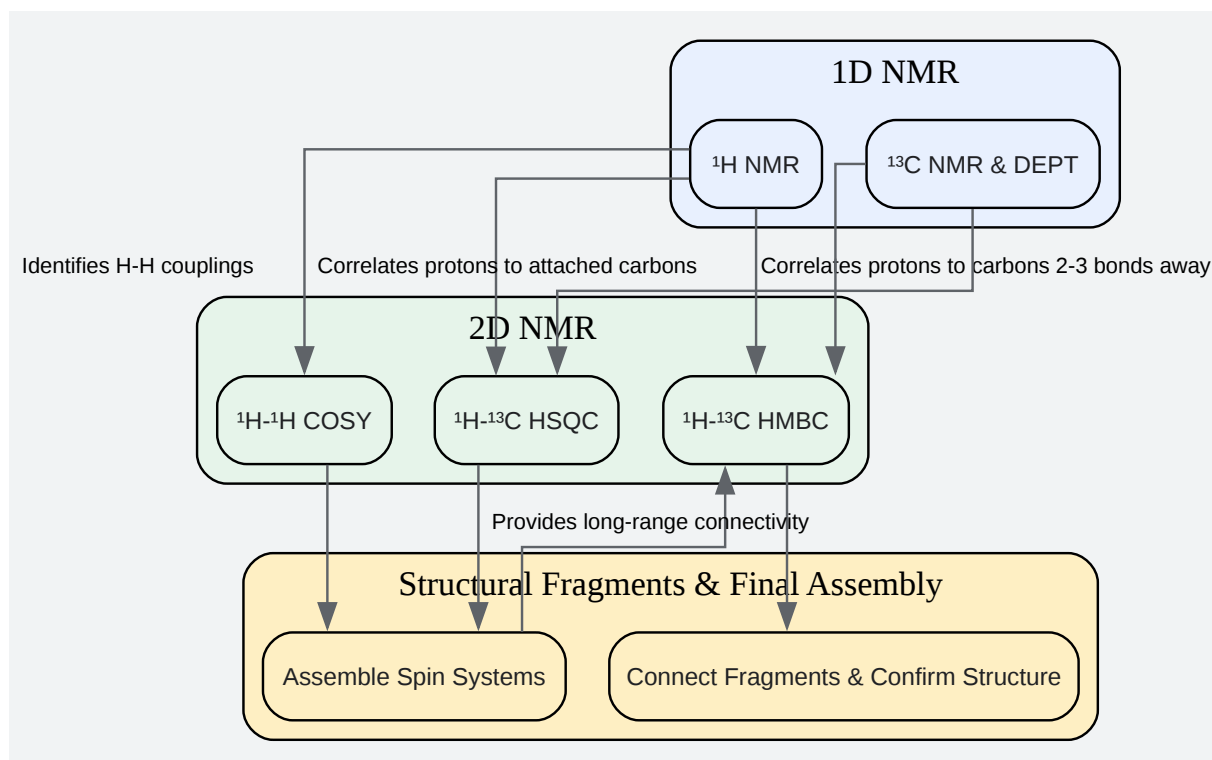 1D NMR
¹H NMR
¹³C NMR & DEPT
Identifies H-H couplings
Correlates protons to attached carbons
Correlates protons to carbons 2-3 bonds away
2D NMR
¹H-¹H COSY
¹H-¹³C HSQC
¹H-¹³C HMBC
Provides long-range connectivity
Structural Fragments & Final Assembly
Assemble Spin Systems
Connect Fragments & Confirm Structure